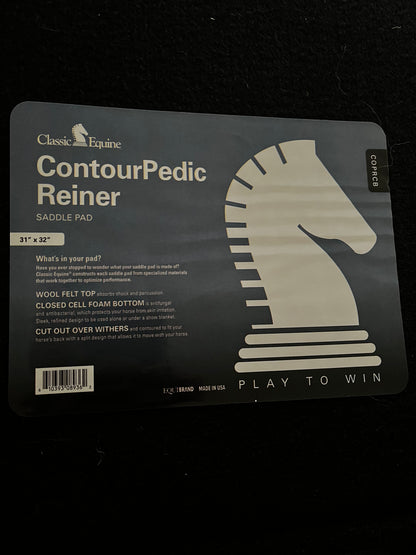 Classic Equine
ContourPedic
Reiner
SADDLE PAD
COPRCB
31" x 32"
What's in your pad?
Have you ever stopped to wonder what your saddle pad is made of?
Classic Equine® constructs each saddle pad from specialized materials
that work together to optimize performance.
WOOL FELT TOP absorbs shock and percussion.
CLOSED CELL FOAM BOTTOM is antifungal
and antibacterial, which protects your horse from skin irritation.
Sleek, refined design to be used alone or under a show blanket.
CUT OUT OVER WITHERS and contoured to fit your
horse's back with a split design that allows it to move with your horse.
EQUIBRAND MADE IN USA
PLAY TO WIN